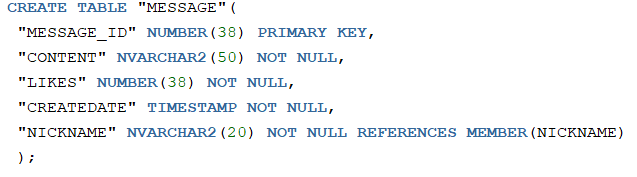 CREATE TABLE "MESSAGE"(
"MESSAGE_ID" NUMBER(38) PRIMARY KEY,
"CONTENT" NVARCHAR2(50) NOT NULL,
"LIKES" NUMBER(38) NOT NULL,
"CREATEDATE" TIMESTAMP NOT NULL,
"NICKNAME" NVARCHAR2(20) NOT NULL REFERENCES MEMBER(NICKNAME)
);